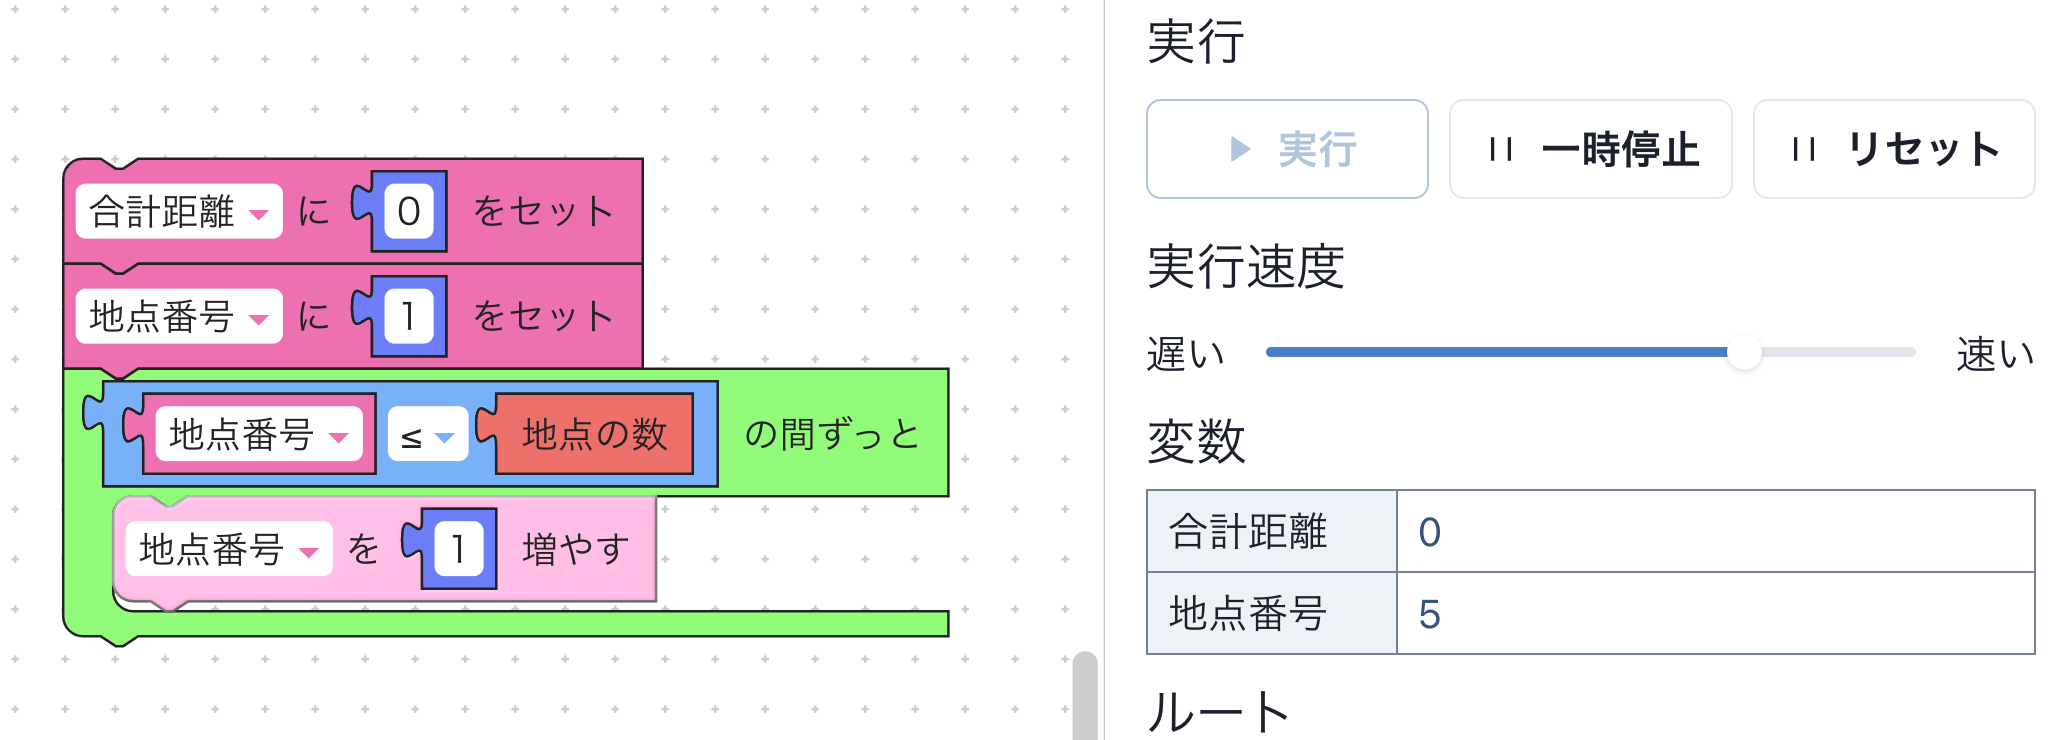 合計距離 に 0 をセット
地点番号 に 1 をセット
地点番号 ≤ 地点の数 の間ずっと
地点番号 を 1 増やす
実行
実行 一時停止 リセット
実行速度
遅い 速い
変数
合計距離 0
地点番号 5
ルート